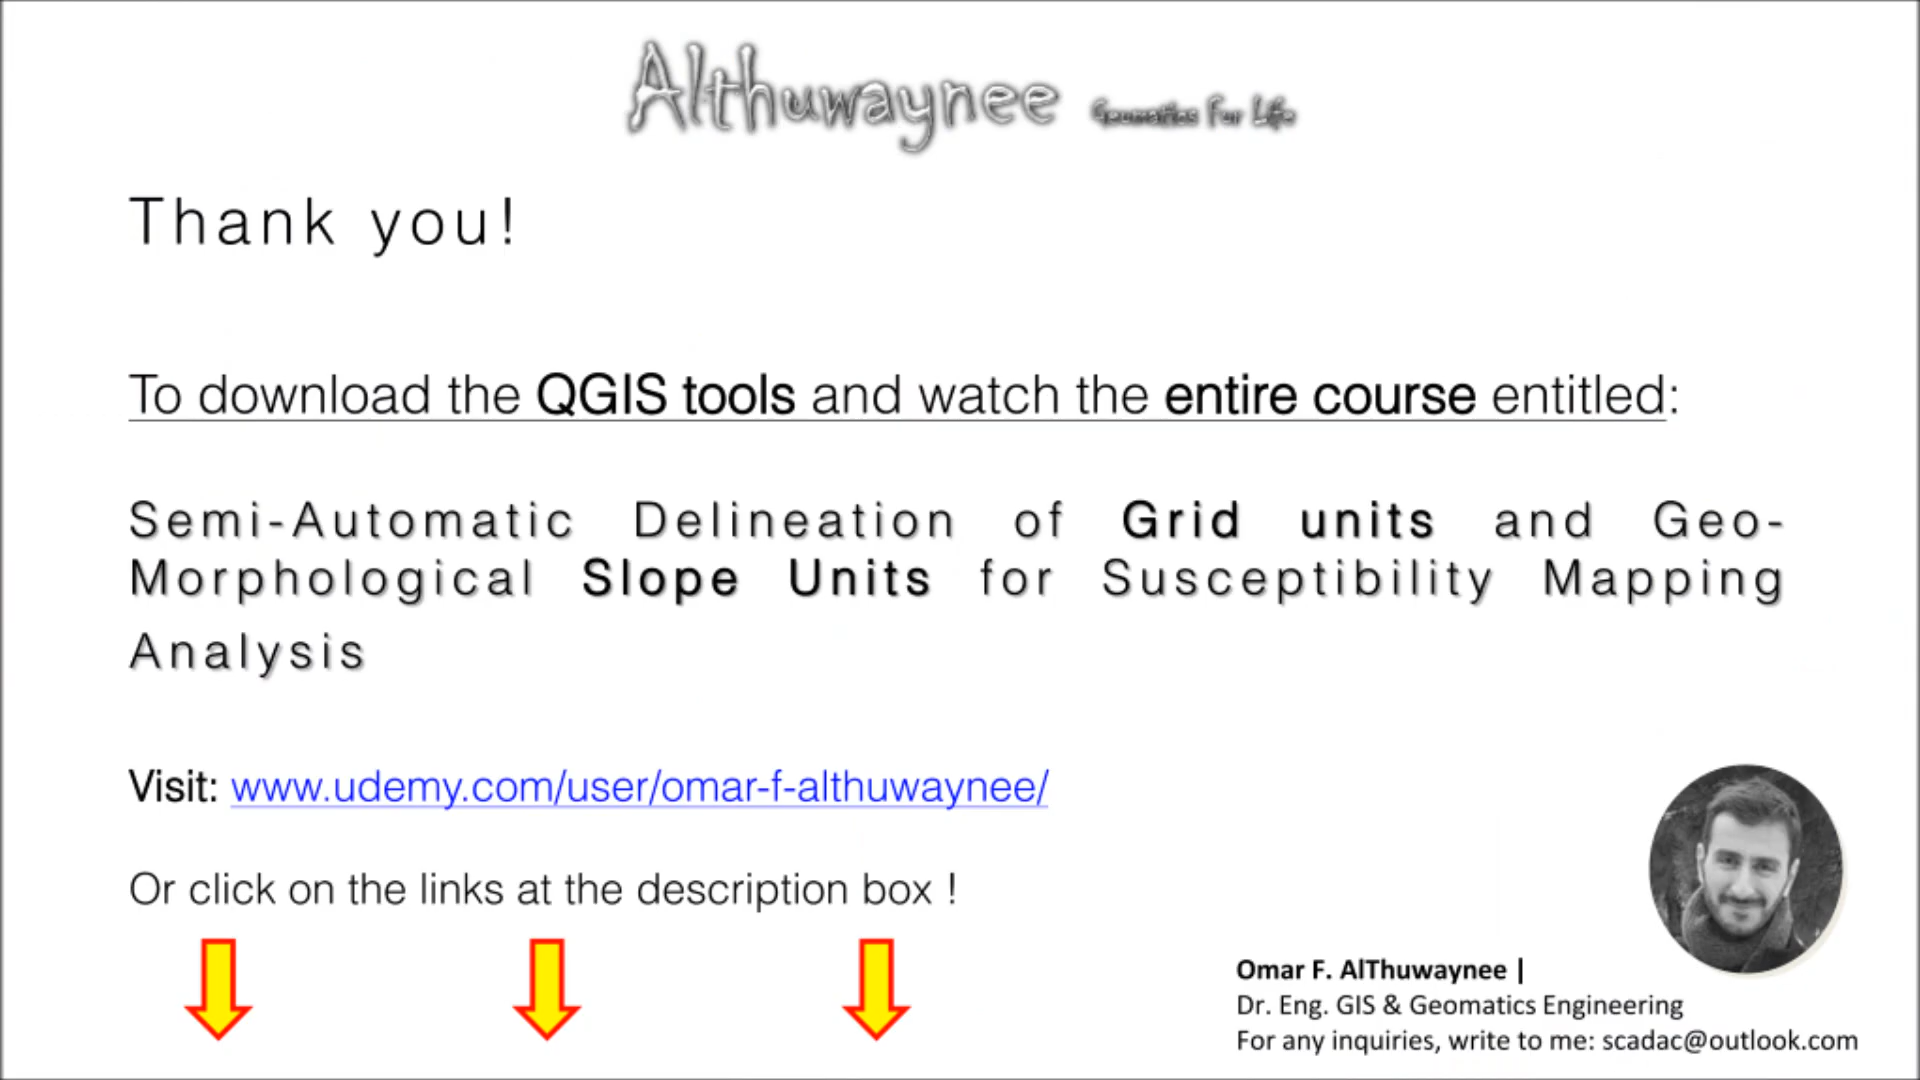 Althuwaynee Geomatics For Life
Thank you!
To download the QGIS tools and watch the entire course entitled:
Semi-Automatic Delineation of Grid units and Geo-
Morphological Slope Units for Susceptibility Mapping
Analysis
Visit: www.udemy.com/user/omar-f-althuwaynee/
Or click on the links at the description box !
Omar F. AlThuwaynee |
Dr. Eng. GIS & Geomatics Engineering
For any inquiries, write to me: scadac@outlook.com